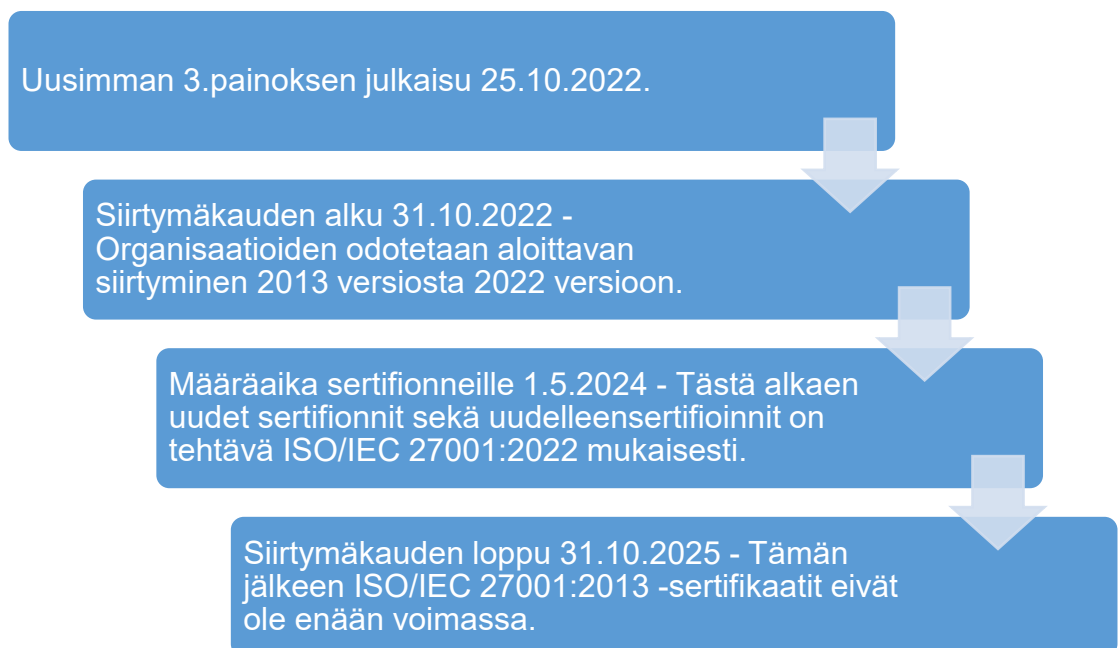 Uusimman 3.painoksen julkaisu 25.10.2022.
Siirtymäkauden alku 31.10.2022 -
Organisaatioiden odotetaan aloittavan
siirtyminen 2013 versiosta 2022 versioon.
Määräaika sertifionneille 1.5.2024 - Tästä alkaen
uudet sertifionnit sekä uudelleensertifioinnit on
tehtävä ISO/IEC 27001:2022 mukaisesti.
Siirtymäkauden loppu 31.10.2025 - Tämän
jälkeen ISO/IEC 27001:2013 -sertifikaatit eivät
ole enään voimassa.